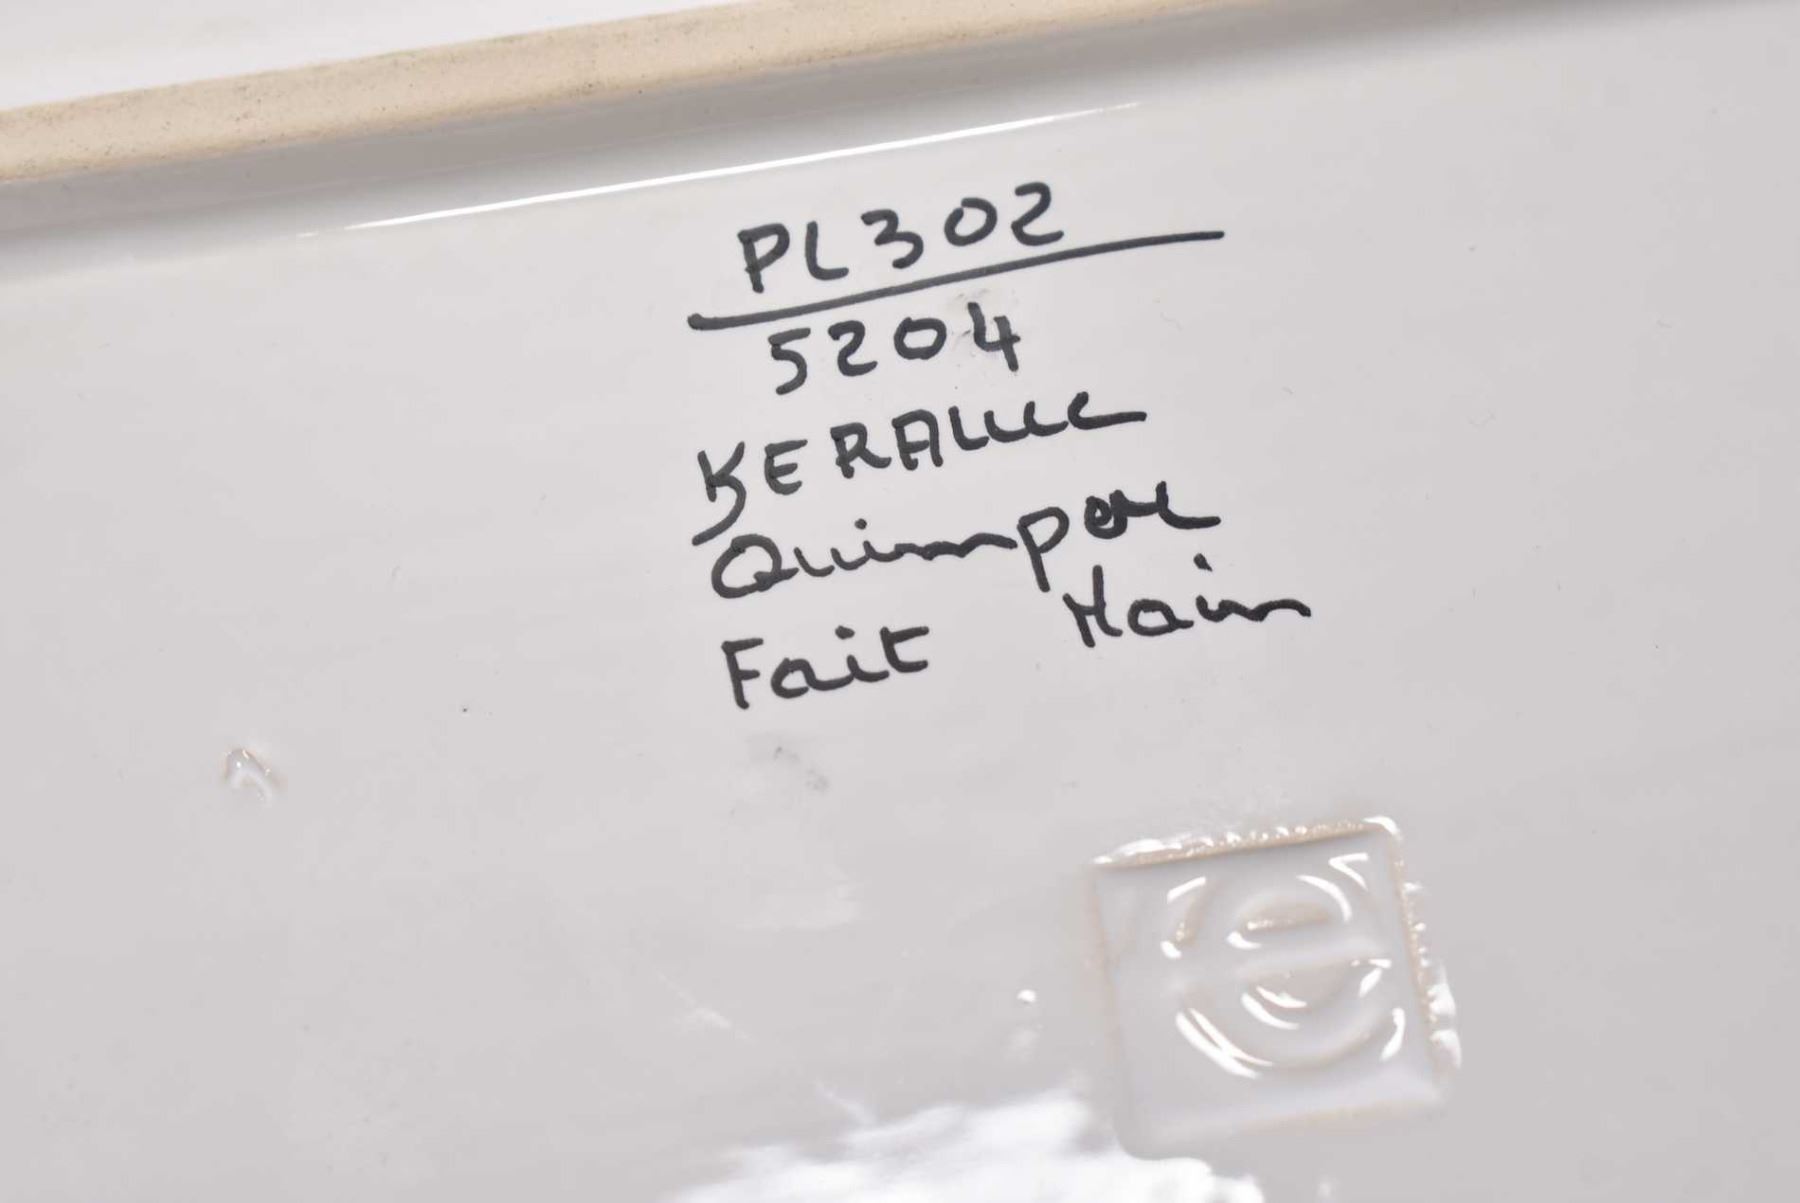 PL302
5204
KERALUC
Quimper
Fait Main